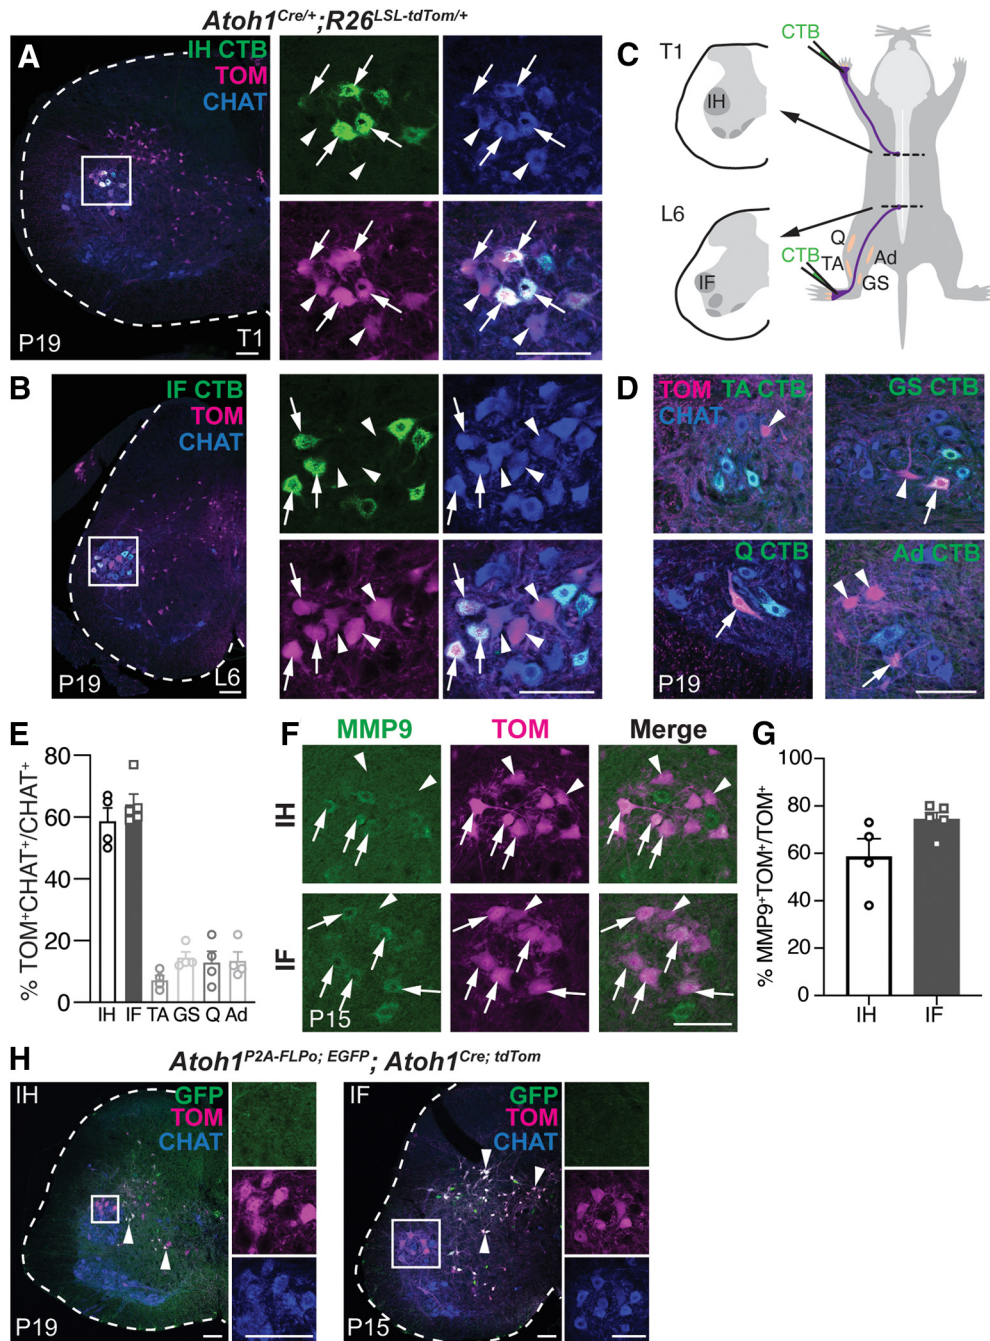 Atoh1Cre/+;R26LSL-tdTom/+
A
IH CTB
TOM
CHAT
P19
T1
C
CTB
T1
IH
L6
IF
Q
TA
Ad
GS
CTB
B
IF CTB
TOM
CHAT
P19
L6
D
TOM TA CTB
CHAT
GS CTB
Q CTB
Ad CTB
P19
E
% TOM+CHAT+/CHAT+
80
60
40
20
0
IH IF TA GS Q Ad
F
MMP9 TOM Merge
IH
IF
P15
G
% MMP9+TOM+/TOM+
100
80
60
40
20
0
IH IF
H
Atoh1P2A-FLPo; EGFP; Atoh1Cre; tdTom
IH
GFP
TOM
CHAT
P19
IF
GFP
TOM
CHAT
P15